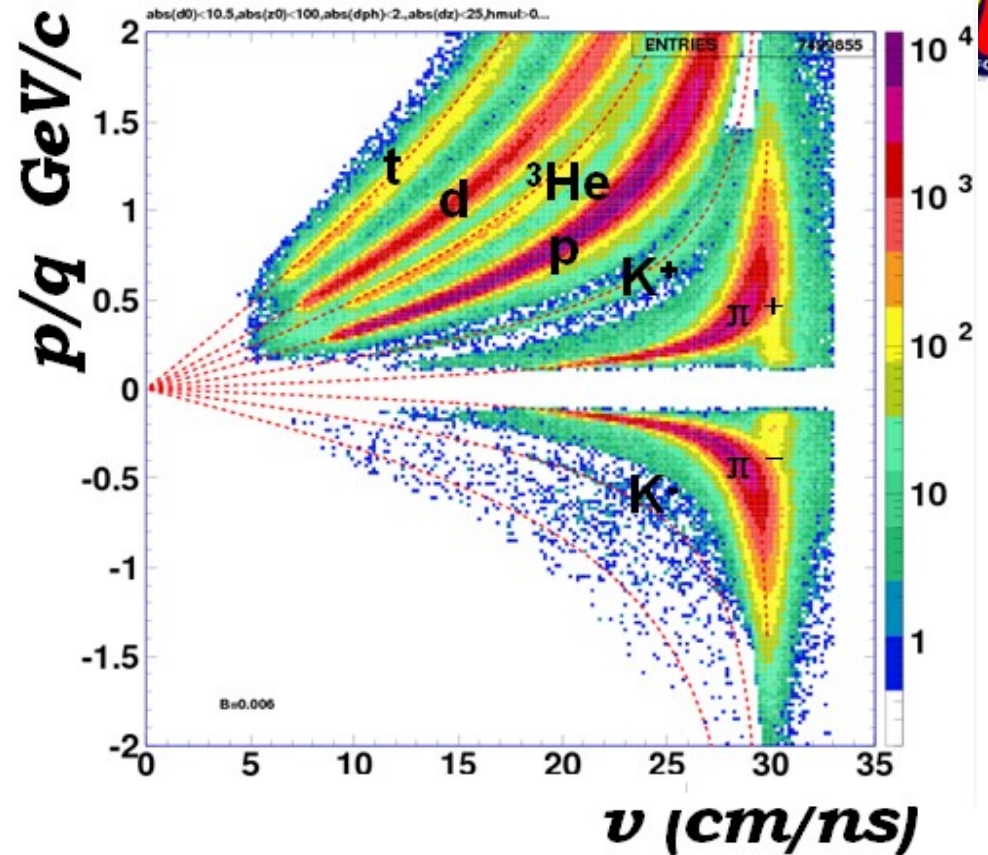 abs(d0)<10.5,abs(z0)<100,abs(dph)<2.,abs(dz)<25,hmul>0...
p/q GeV/c
ENTRIES 7499855
2
1.5
1
0.5
0
-0.5
-1
-1.5
-2
t
d
³He
p
K⁺
π⁺
π⁻
K⁻
B=0.006
0 5 10 15 20 25 30 35
υ (cm/ns)
10⁴
10³
10²
10
1